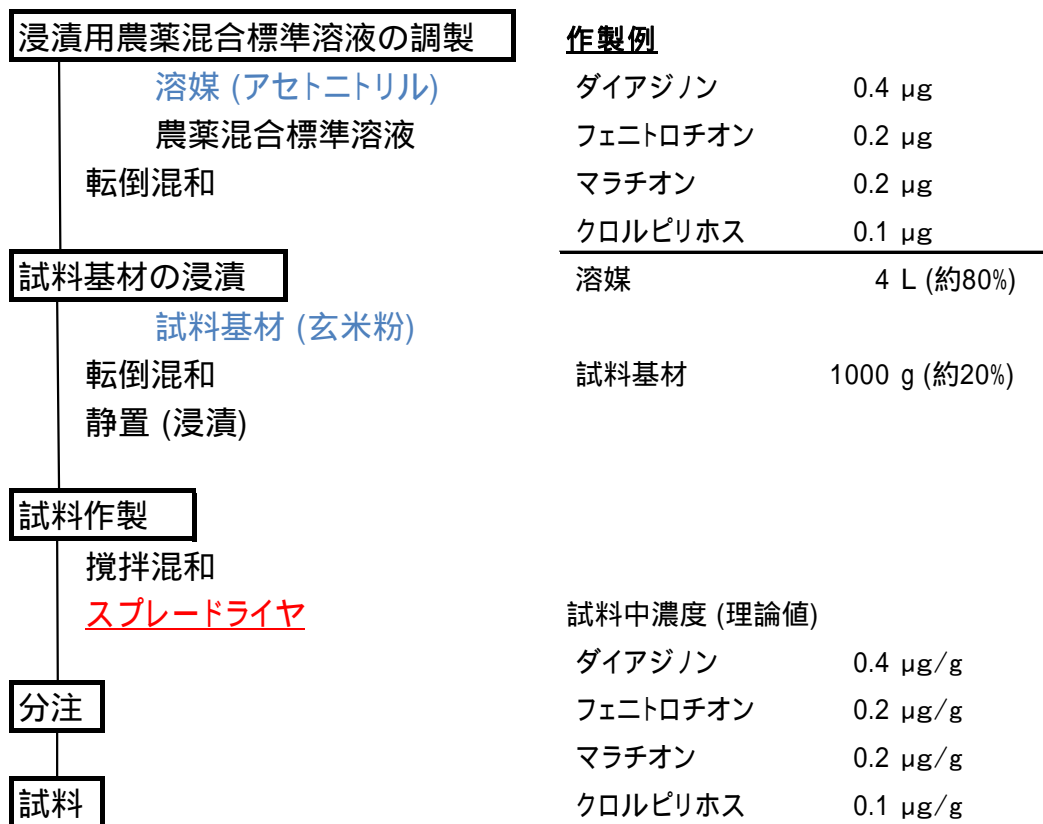 浸漬用農薬混合標準溶液の調製
溶媒 (アセトニトリル)
農薬混合標準溶液
転倒混和
試料基材の浸漬
試料基材 (玄米粉)
転倒混和
静置 (浸漬)
試料作製
攪拌混和
スプレードライヤ
分注
試料
作製例
ダイアジノン 0.4 μg
フェニトロチオン 0.2 μg
マラチオン 0.2 μg
クロルピリホス 0.1 μg
溶媒 4 L (約80%)
試料基材 1000 g (約20%)
試料中濃度 (理論値)
ダイアジノン 0.4 μg/g
フェニトロチオン 0.2 μg/g
マラチオン 0.2 μg/g
クロルピリホス 0.1 μg/g